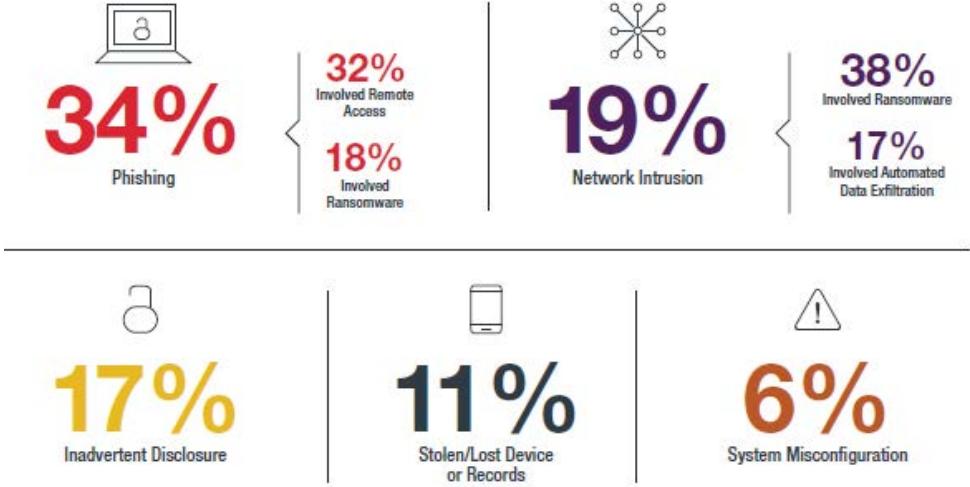 34%
Phishing
32%
Involved Remote
Access
18%
Involved
Ransomware
19%
Network Intrusion
38%
Involved Ransomware
17%
Involved Automated
Data Exfiltration
17%
Inadvertent Disclosure
11%
Stolen/Lost Device
or Records
6%
System Misconfiguration